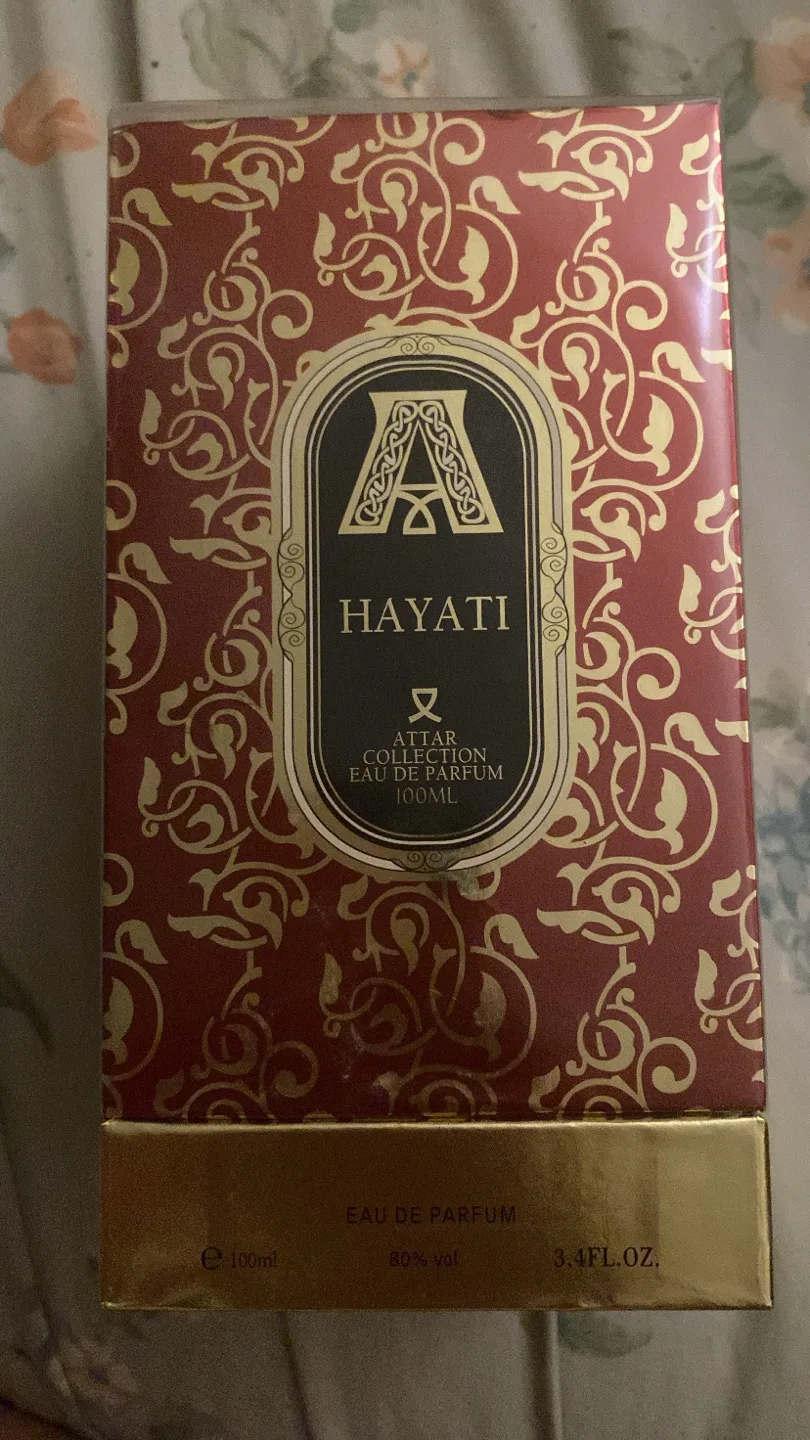 A
HAYATI
ATTAR
COLLECTION
EAU DE PARFUM
100ML
EAU DE PARFUM
℮ 100ml 80% vol 3.4FL.OZ.